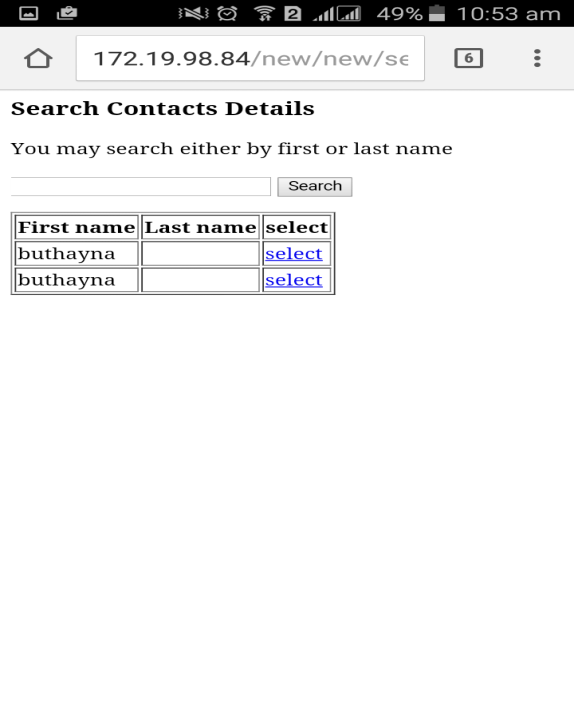 2 49% 10:53 am
172.19.98.84/new/new/se 6
Search Contacts Details
You may search either by first or last name
Search
First name Last name select
buthayna select
buthayna select